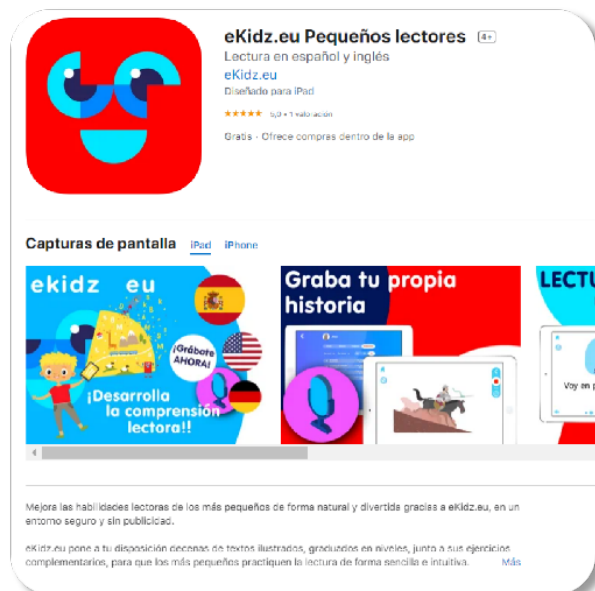 eKidz.eu Pequeños lectores 4+
Lectura en español y inglés
eKidz.eu
Diseñado para iPad
★★★★★ 5,0 • 1 valoración
Gratis · Ofrece compras dentro de la app
Capturas de pantalla iPad iPhone
ekidz eu
¡Grábate
AHORA!
¡Desarrolla
la comprensión
lectora!!
Graba tu propia
historia
LECTU
Voy en p
Mejora las habilidades lectoras de los más pequeños de forma natural y divertida gracias a eKidz.eu, en un
entorno seguro y sin publicidad.
eKidz.eu pone a tu disposición decenas de textos ilustrados, graduados en niveles, junto a sus ejercicios
complementarios, para que los más pequeños practiquen la lectura de forma sencilla e intuitiva. Más